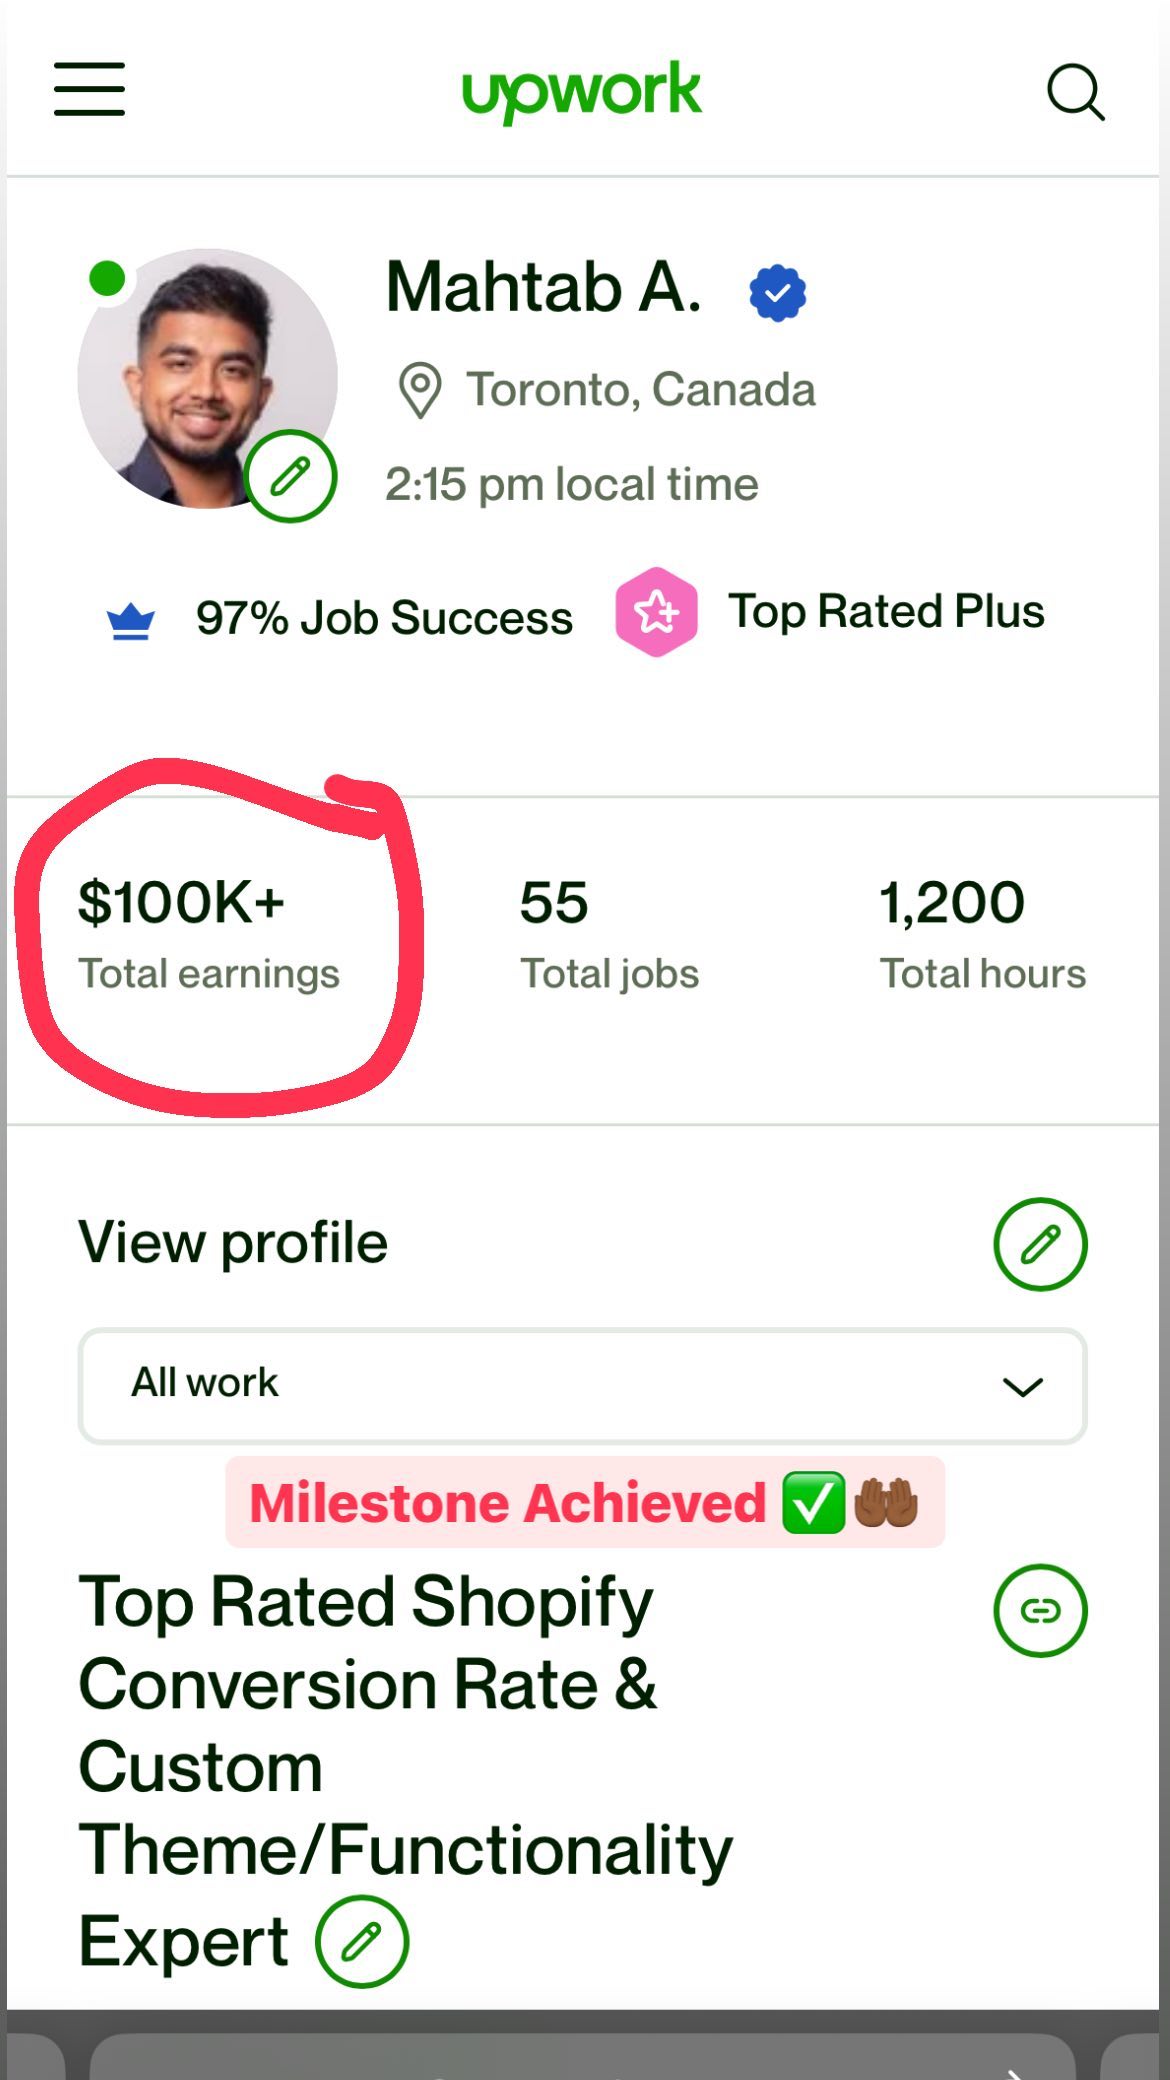 upwork
Mahtab A.
Toronto, Canada
2:15 pm local time
97% Job Success
Top Rated Plus
$100K+
Total earnings
55
Total jobs
1,200
Total hours
View profile
All work
Milestone Achieved ✅🤲🏾
Top Rated Shopify
Conversion Rate &
Custom
Theme/Functionality
Expert